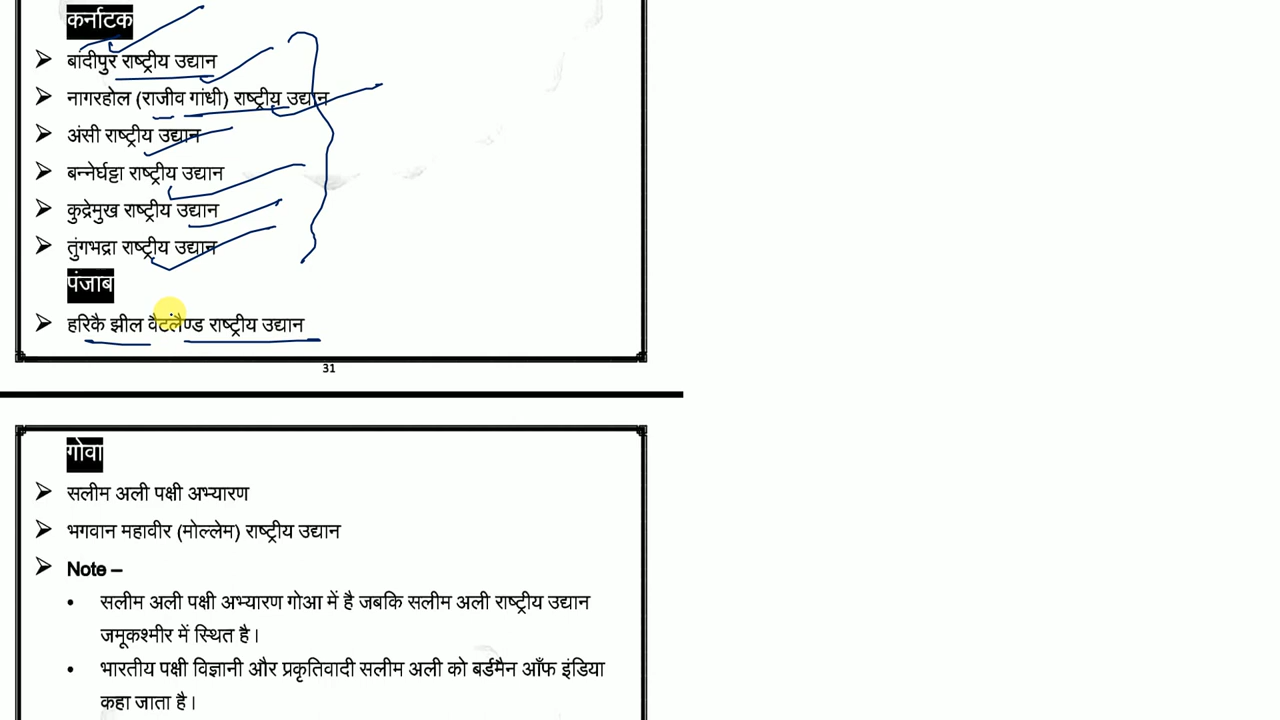 कर्नाटक
➤ बांदीपुर राष्ट्रीय उद्यान
➤ नागरहोल (राजीव गांधी) राष्ट्रीय उद्यान
➤ अंसी राष्ट्रीय उद्यान
➤ बन्नेर्घट्टा राष्ट्रीय उद्यान
➤ कुद्रेमुख राष्ट्रीय उद्यान
➤ तुंगभद्रा राष्ट्रीय उद्यान
पंजाब
➤ हरिकै झील वैटलैण्ड राष्ट्रीय उद्यान
31
गोवा
➤ सलीम अली पक्षी अभ्यारण
➤ भगवान महावीर (मोल्लेम) राष्ट्रीय उद्यान
➤ Note –
• सलीम अली पक्षी अभ्यारण गोआ में है जबकि सलीम अली राष्ट्रीय उद्यान
जमूकश्मीर में स्थित है।
• भारतीय पक्षी विज्ञानी और प्रकृतिवादी सलीम अली को बर्डमैन ऑफ इंडिया
कहा जाता है।